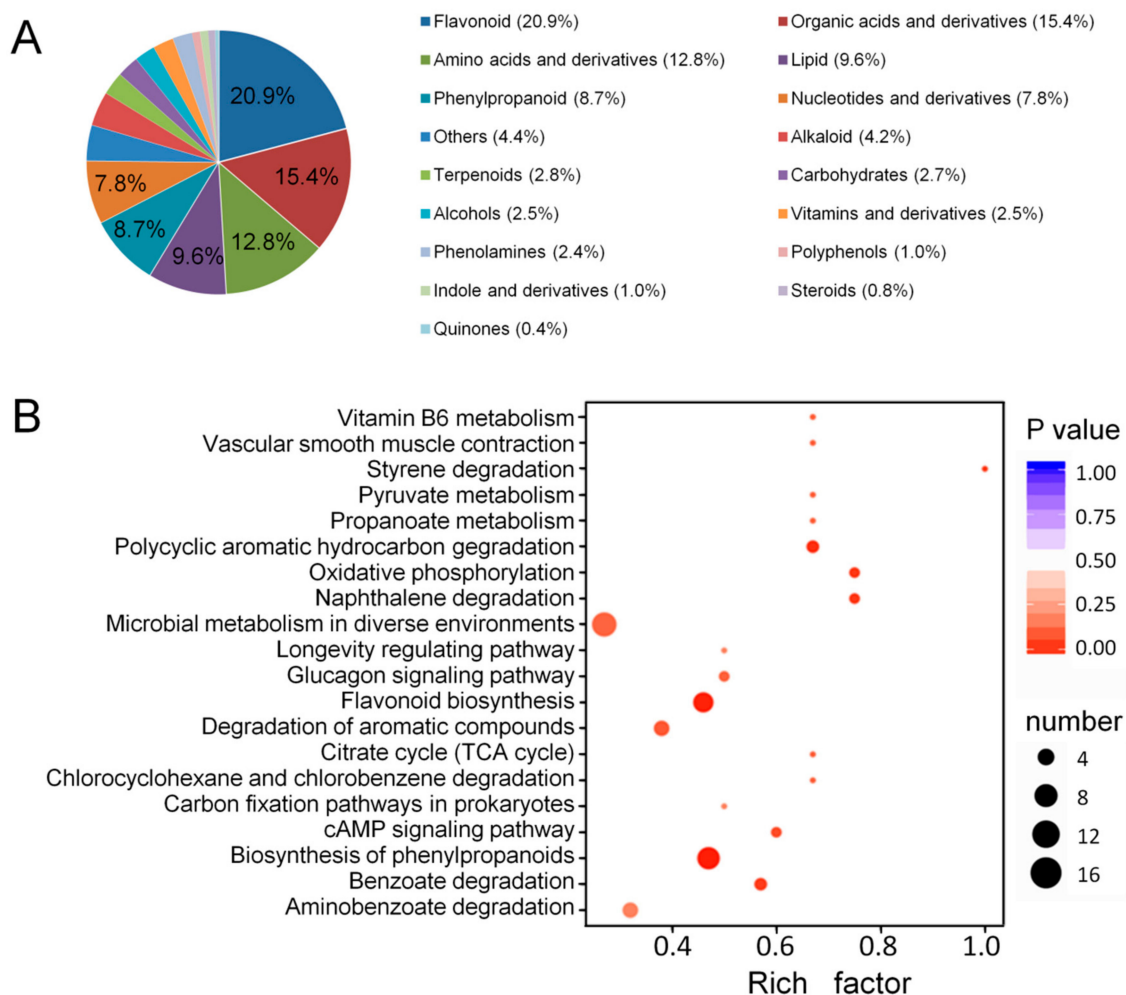 A
20.9%
15.4%
12.8%
9.6%
8.7%
7.8%
Flavonoid (20.9%)
Organic acids and derivatives (15.4%)
Amino acids and derivatives (12.8%)
Lipid (9.6%)
Phenylpropanoid (8.7%)
Nucleotides and derivatives (7.8%)
Others (4.4%)
Alkaloid (4.2%)
Terpenoids (2.8%)
Carbohydrates (2.7%)
Alcohols (2.5%)
Vitamins and derivatives (2.5%)
Phenolamines (2.4%)
Polyphenols (1.0%)
Indole and derivatives (1.0%)
Steroids (0.8%)
Quinones (0.4%)
B
Vitamin B6 metabolism
Vascular smooth muscle contraction
Styrene degradation
Pyruvate metabolism
Propanoate metabolism
Polycyclic aromatic hydrocarbon gegradation
Oxidative phosphorylation
Naphthalene degradation
Microbial metabolism in diverse environments
Longevity regulating pathway
Glucagon signaling pathway
Flavonoid biosynthesis
Degradation of aromatic compounds
Citrate cycle (TCA cycle)
Chlorocyclohexane and chlorobenzene degradation
Carbon fixation pathways in prokaryotes
cAMP signaling pathway
Biosynthesis of phenylpropanoids
Benzoate degradation
Aminobenzoate degradation
0.4 0.6 0.8 1.0
Rich factor
P value
1.00
0.75
0.50
0.25
0.00
number
4
8
12
16